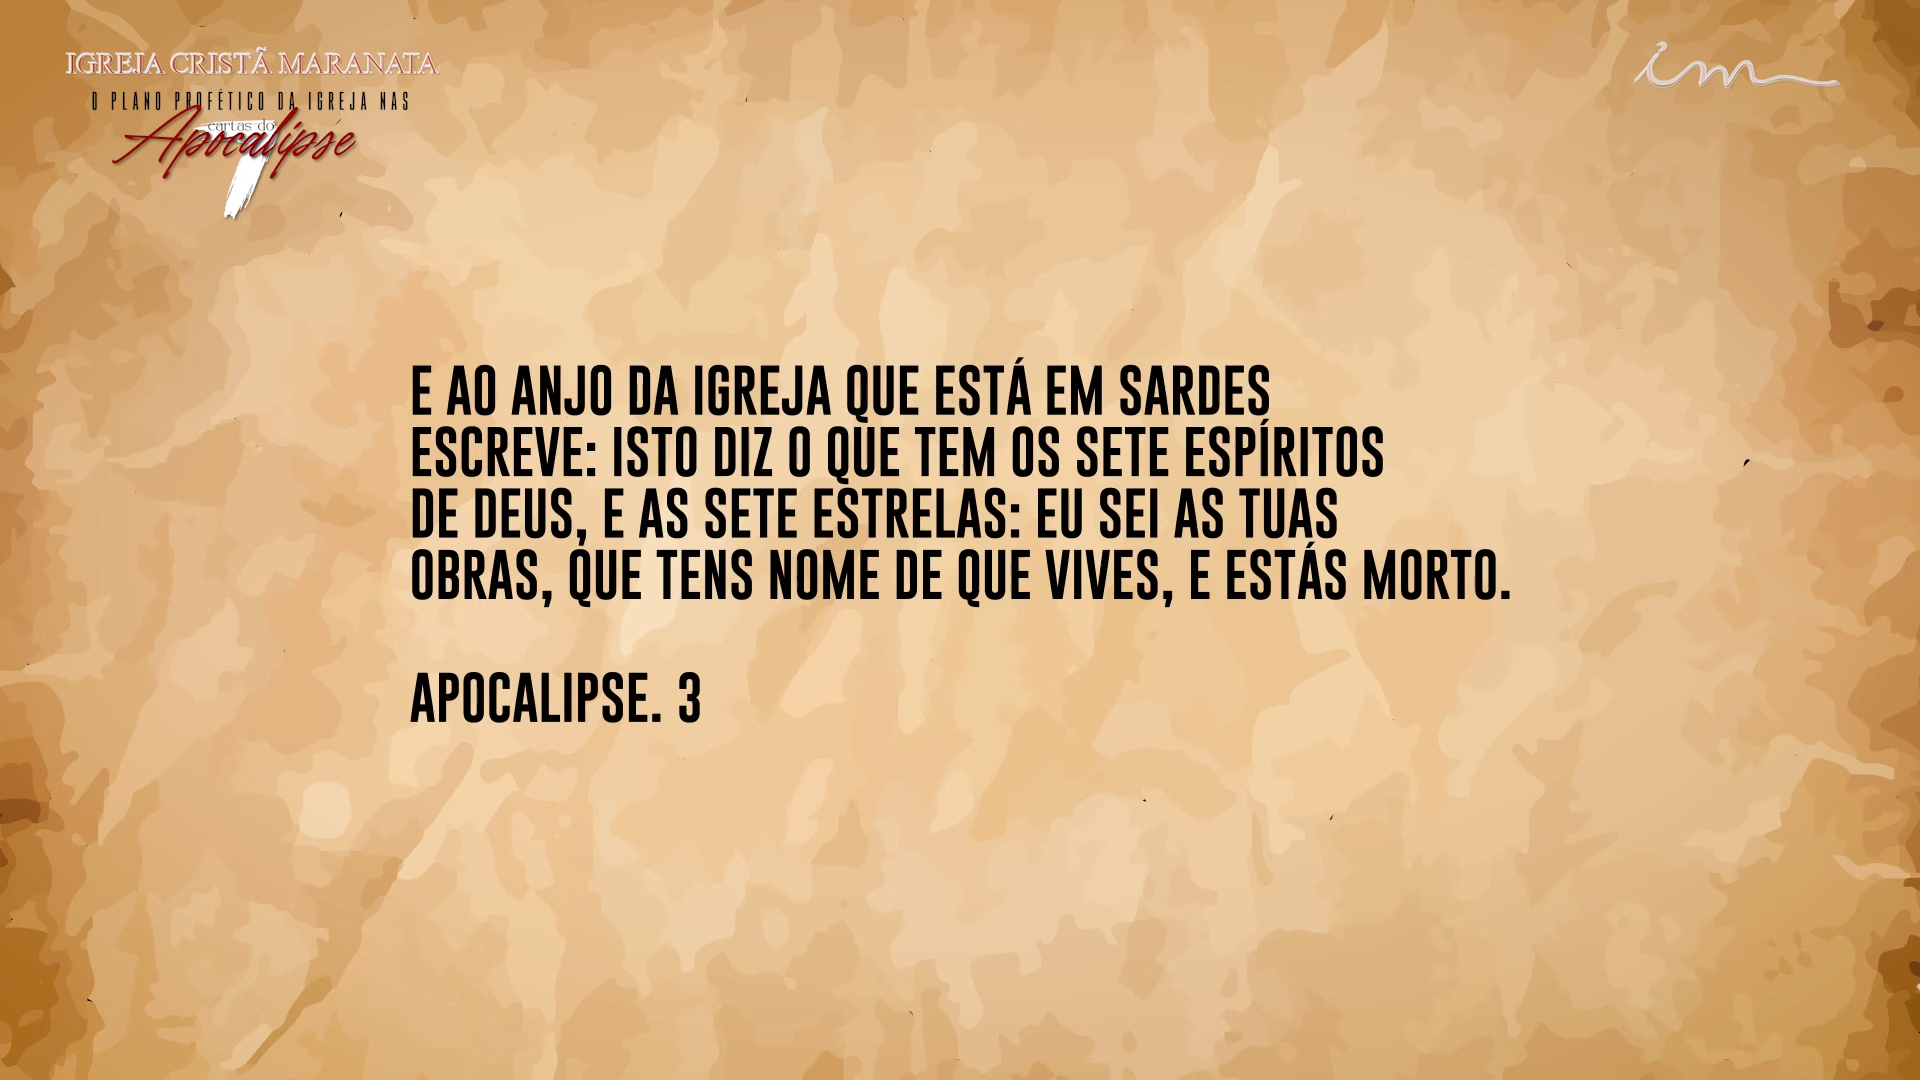 IGREJA CRISTÃ MARANATA
O PLANO PROFÉTICO DA IGREJA NAS
7
cartas do
Apocalipse
im
E AO ANJO DA IGREJA QUE ESTÁ EM SARDES
ESCREVE: ISTO DIZ O QUE TEM OS SETE ESPÍRITOS
DE DEUS, E AS SETE ESTRELAS: EU SEI AS TUAS
OBRAS, QUE TENS NOME DE QUE VIVES, E ESTÁS MORTO.
APOCALIPSE. 3